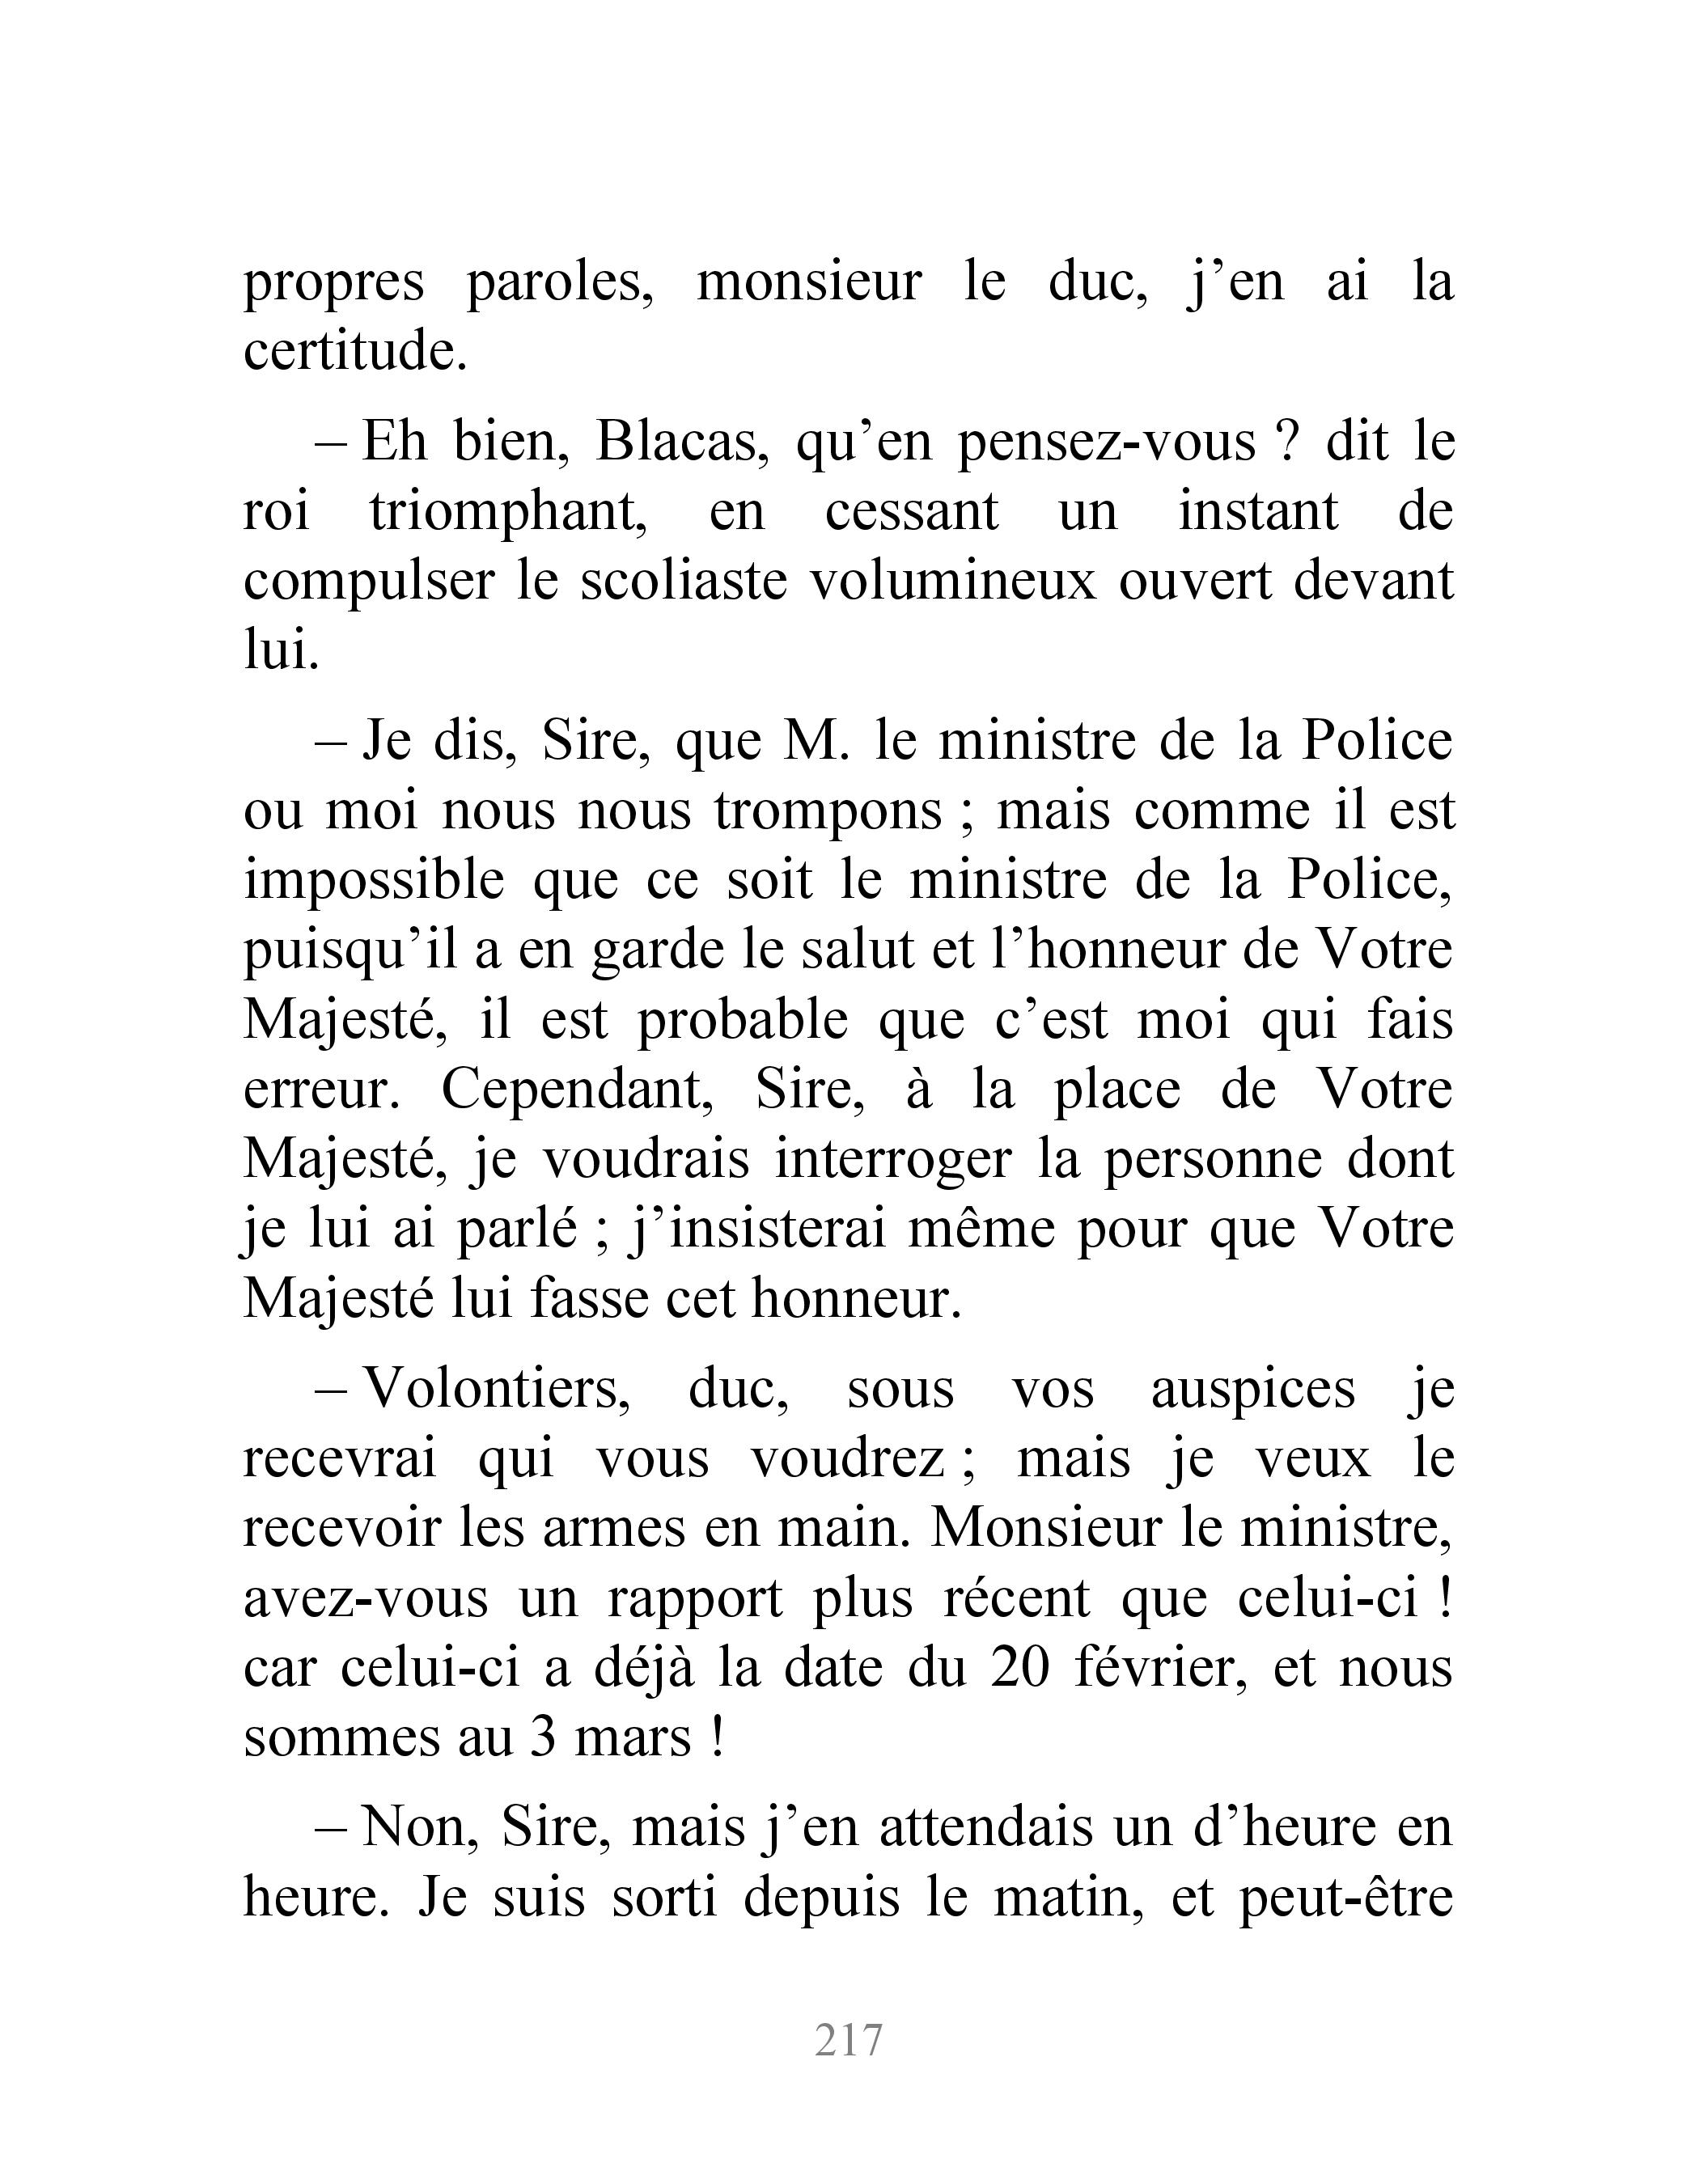 propres paroles, monsieur le duc, j’en ai la
certitude.
– Eh bien, Blacas, qu’en pensez-vous ? dit le
roi triomphant, en cessant un instant de
compulser le scoliaste volumineux ouvert devant
lui.
– Je dis, Sire, que M. le ministre de la Police
ou moi nous nous trompons ; mais comme il est
impossible que ce soit le ministre de la Police,
puisqu’il a en garde le salut et l’honneur de Votre
Majesté, il est probable que c’est moi qui fais
erreur. Cependant, Sire, à la place de Votre
Majesté, je voudrais interroger la personne dont
je lui ai parlé ; j’insisterai même pour que Votre
Majesté lui fasse cet honneur.
– Volontiers, duc, sous vos auspices je
recevrai qui vous voudrez ; mais je veux le
recevoir les armes en main. Monsieur le ministre,
avez-vous un rapport plus récent que celui-ci !
car celui-ci a déjà la date du 20 février, et nous
sommes au 3 mars !
– Non, Sire, mais j’en attendais un d’heure en
heure. Je suis sorti depuis le matin, et peut-être
217